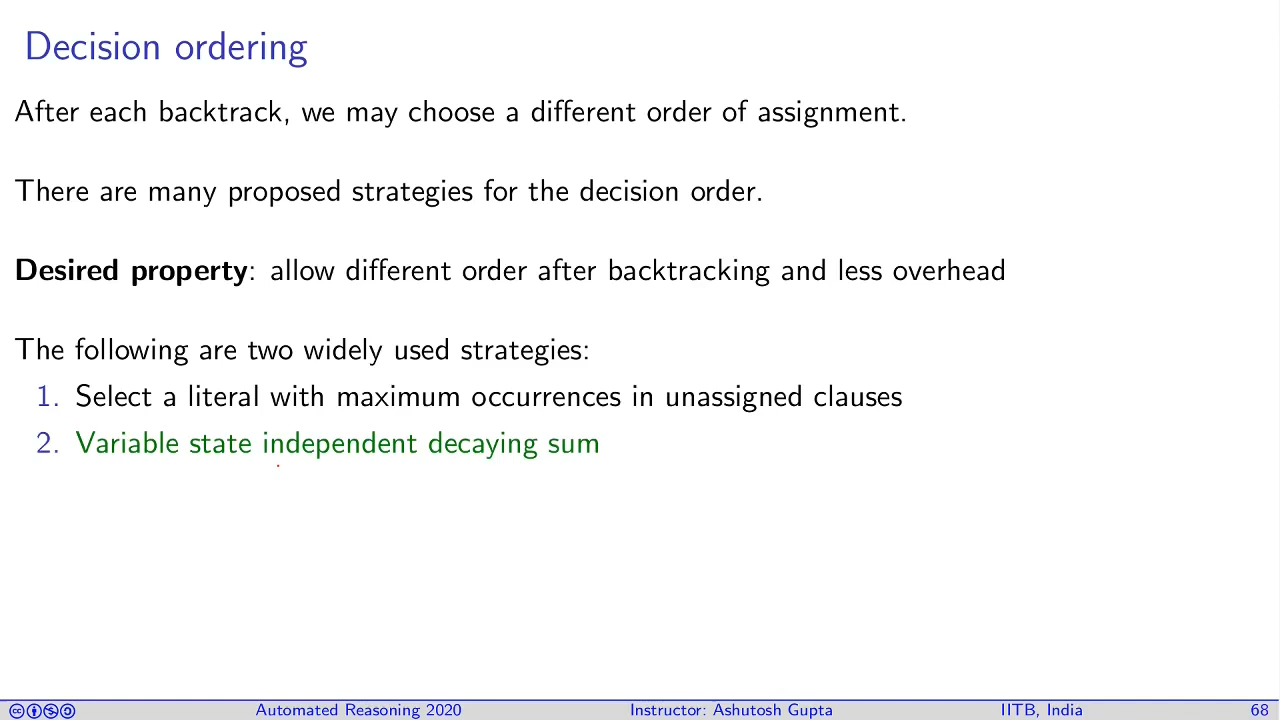 Decision ordering
After each backtrack, we may choose a different order of assignment.
There are many proposed strategies for the decision order.
Desired property: allow different order after backtracking and less overhead
The following are two widely used strategies:
1. Select a literal with maximum occurrences in unassigned clauses
2. Variable state independent decaying sum
Automated Reasoning 2020 Instructor: Ashutosh Gupta IITB, India 68